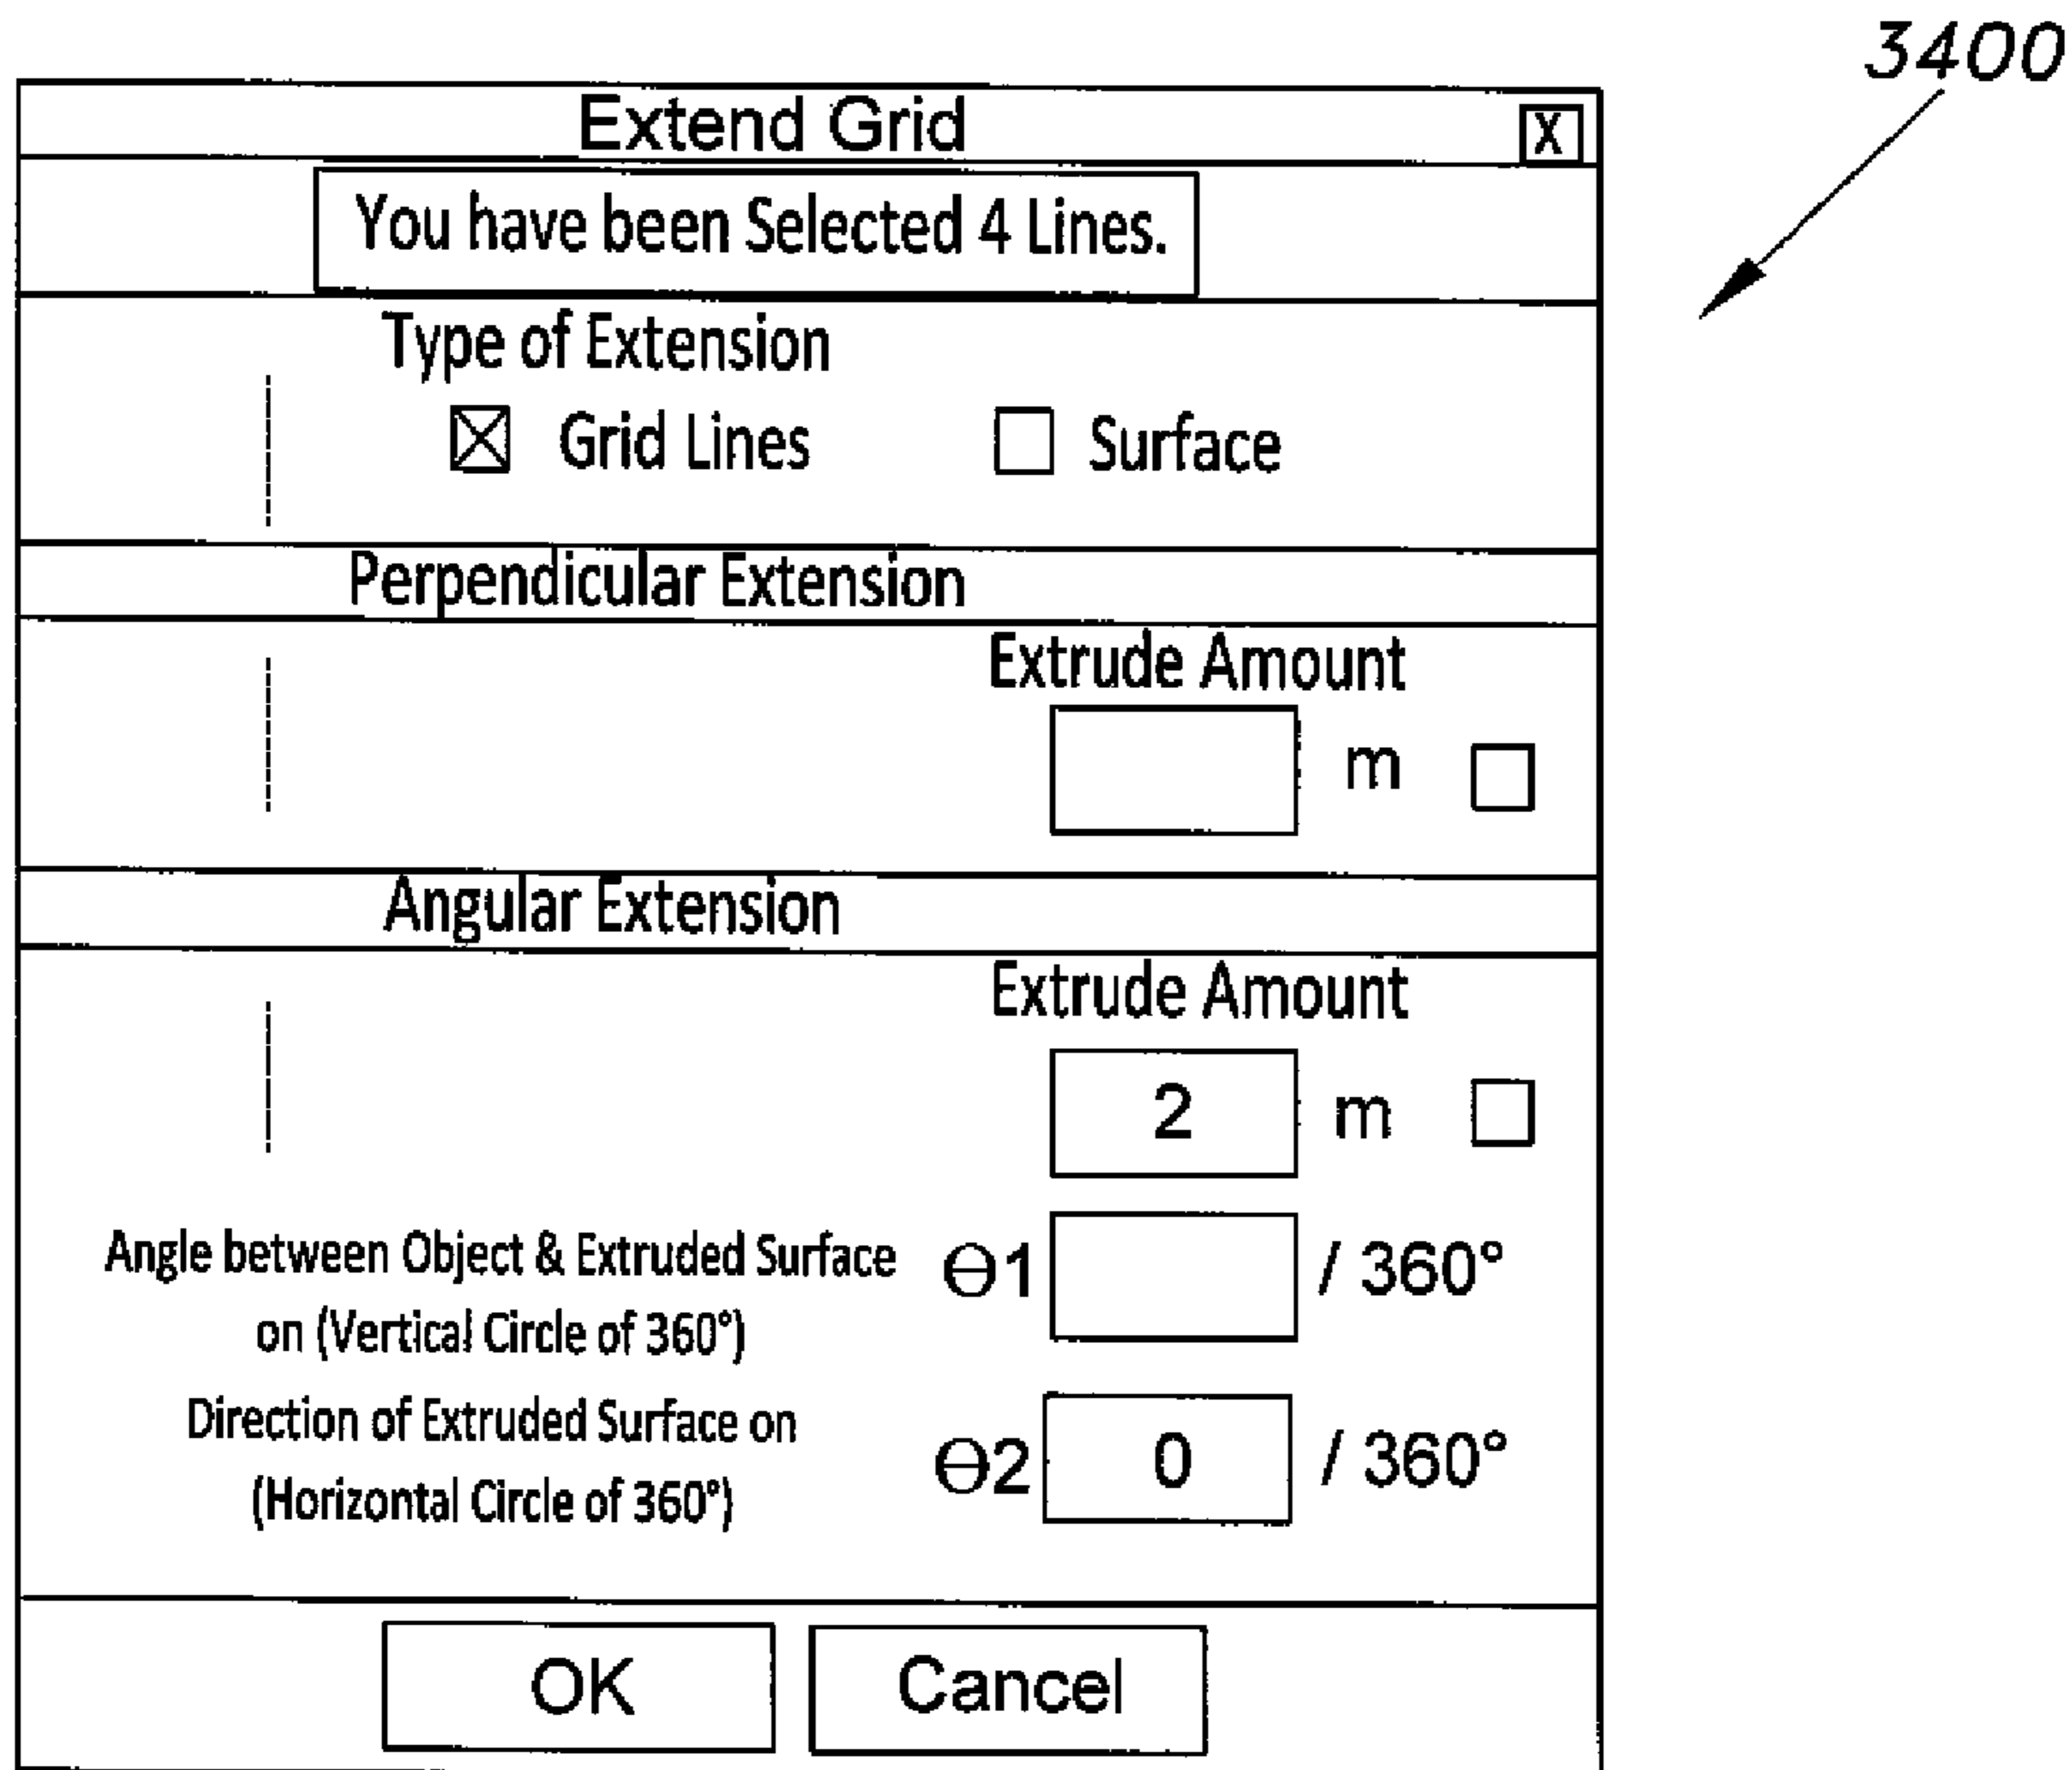 3400
Extend Grid X
You have been Selected 4 Lines.
Type of Extension
Grid Lines Surface
Perpendicular Extension
Extrude Amount
m
Angular Extension
Extrude Amount
2 m
Angle between Object & Extruded Surface
on (Vertical Circle of 360°)
Θ1 / 360°
Direction of Extruded Surface on
(Horizontal Circle of 360°)
Θ2 0 / 360°
OK Cancel